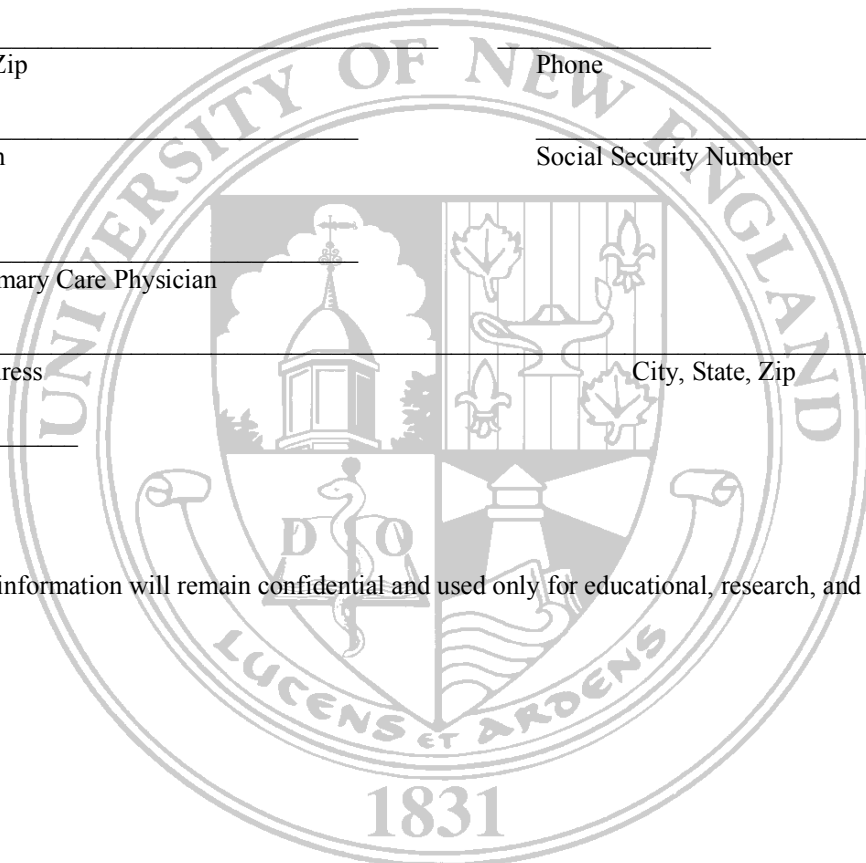 Zip Phone
Social Security Number
mary Care Physician
ress City, State, Zip
information will remain confidential and used only for educational, research, and
UNIVERSITY OF NEW ENGLAND
D O
LUCENS ET ARDENS
1831